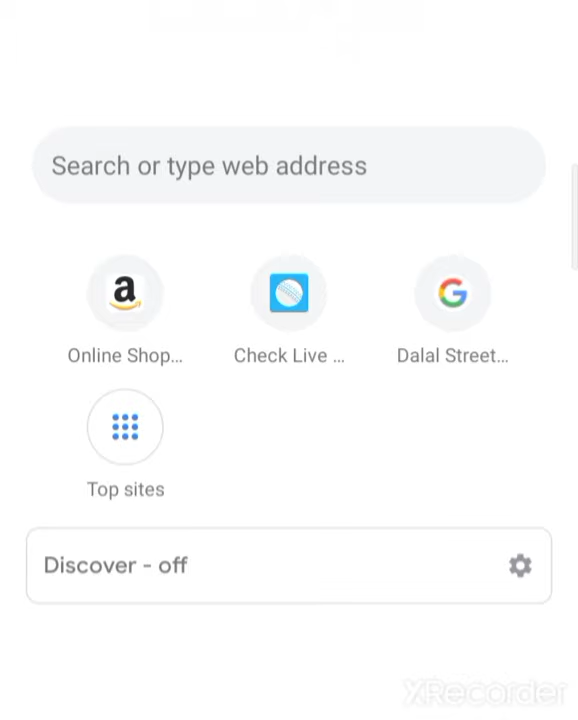 Search or type web address
Online Shop...
Check Live ...
Dalal Street...
Top sites
Discover - off
XRecorder